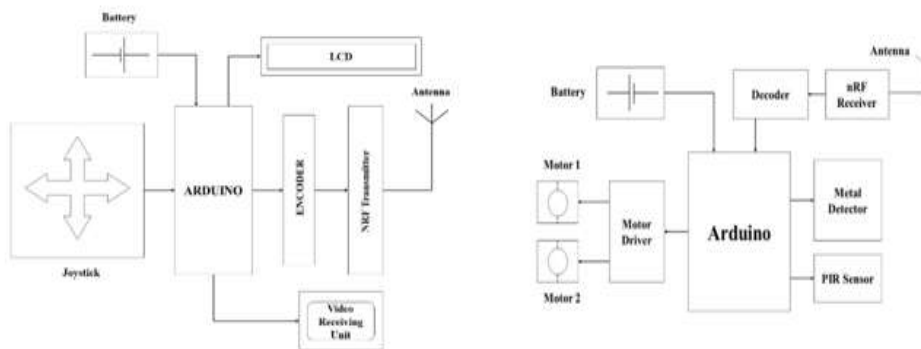 Battery
LCD
Antenna
ARDUINO
ENCODER
NRF Transmitter
Joystick
Video
Receiving
Unit
Antenna
Battery
Decoder
nRF
Receiver
Motor 1
Motor
Driver
Arduino
Metal
Detector
Motor 2
PIR Sensor